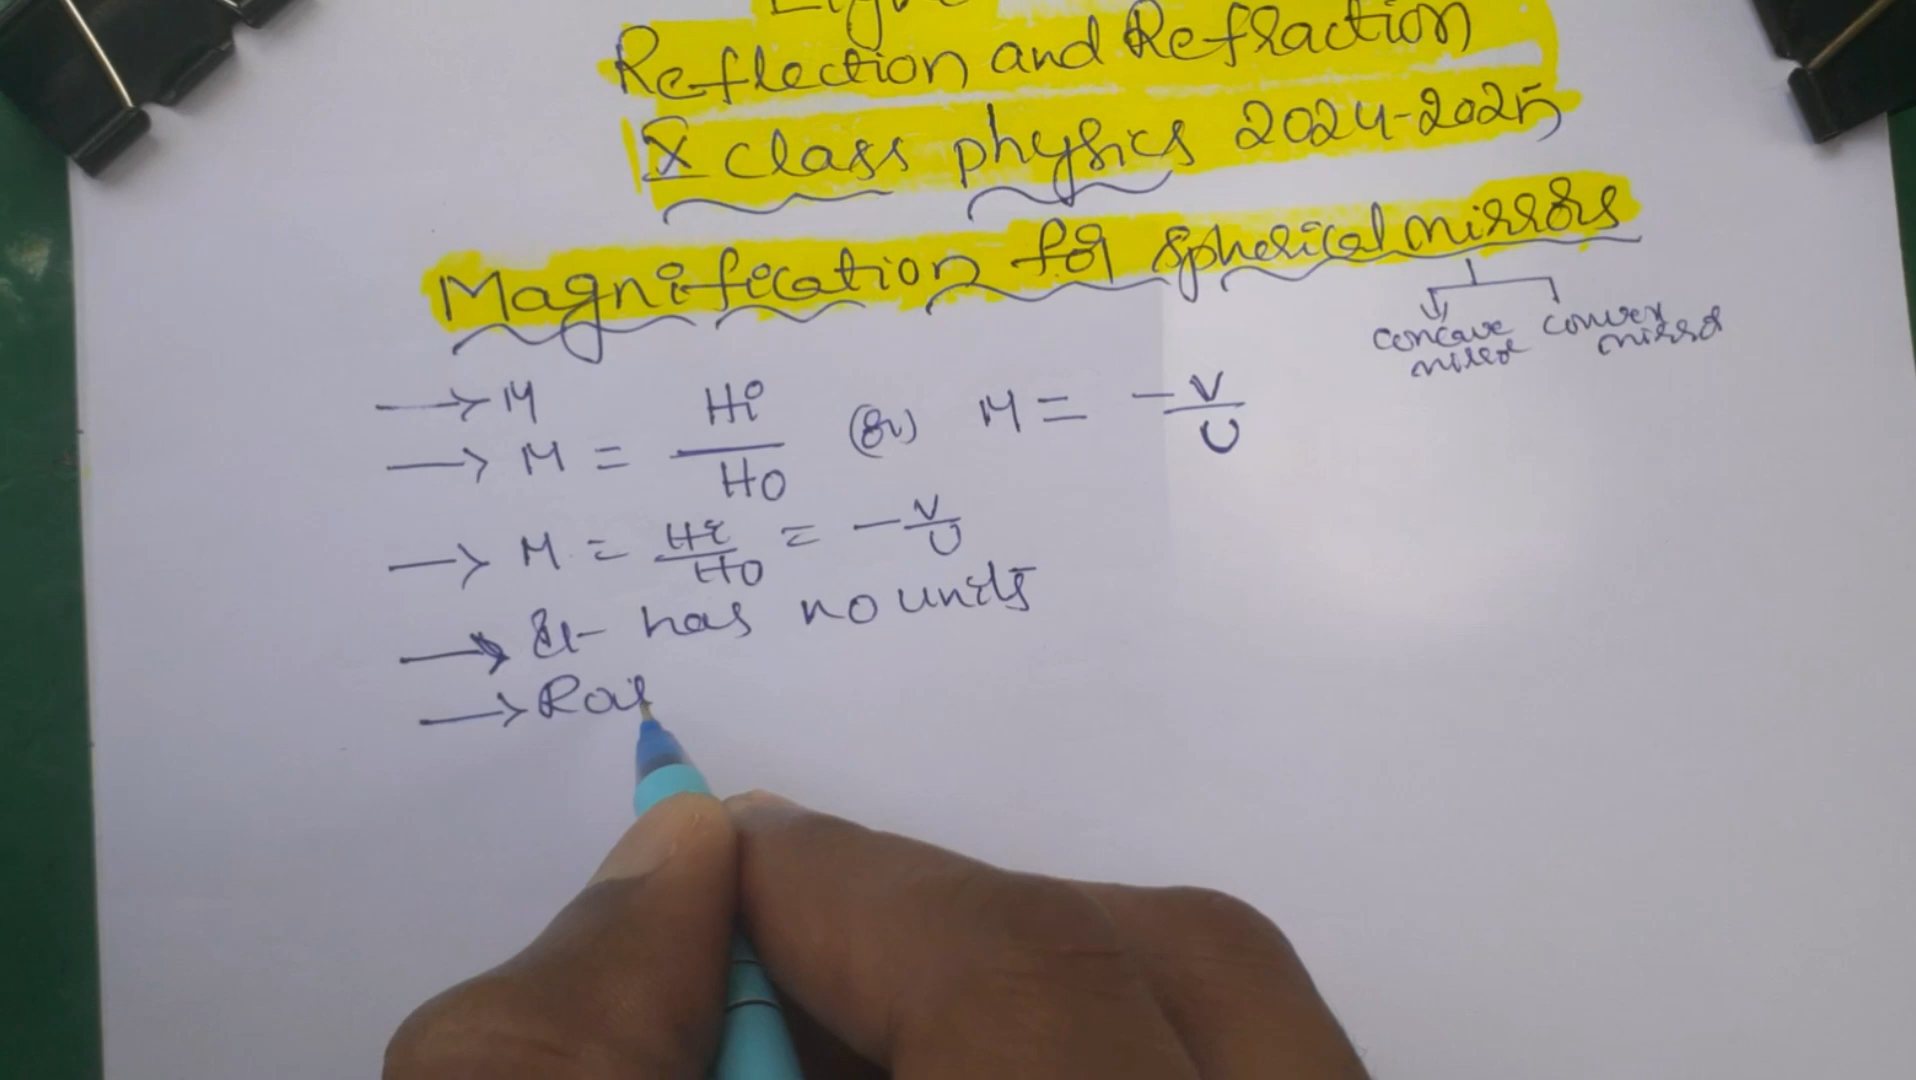 Reflection and Refraction
X class physics 2024-2025
Magnification for spherical mirrors
concave mirror
convex mirror
→ M
→ M = Hi/HO (or) M = -V/U
→ M = Hi/HO = -V/U
→ It has no units
→ Ra